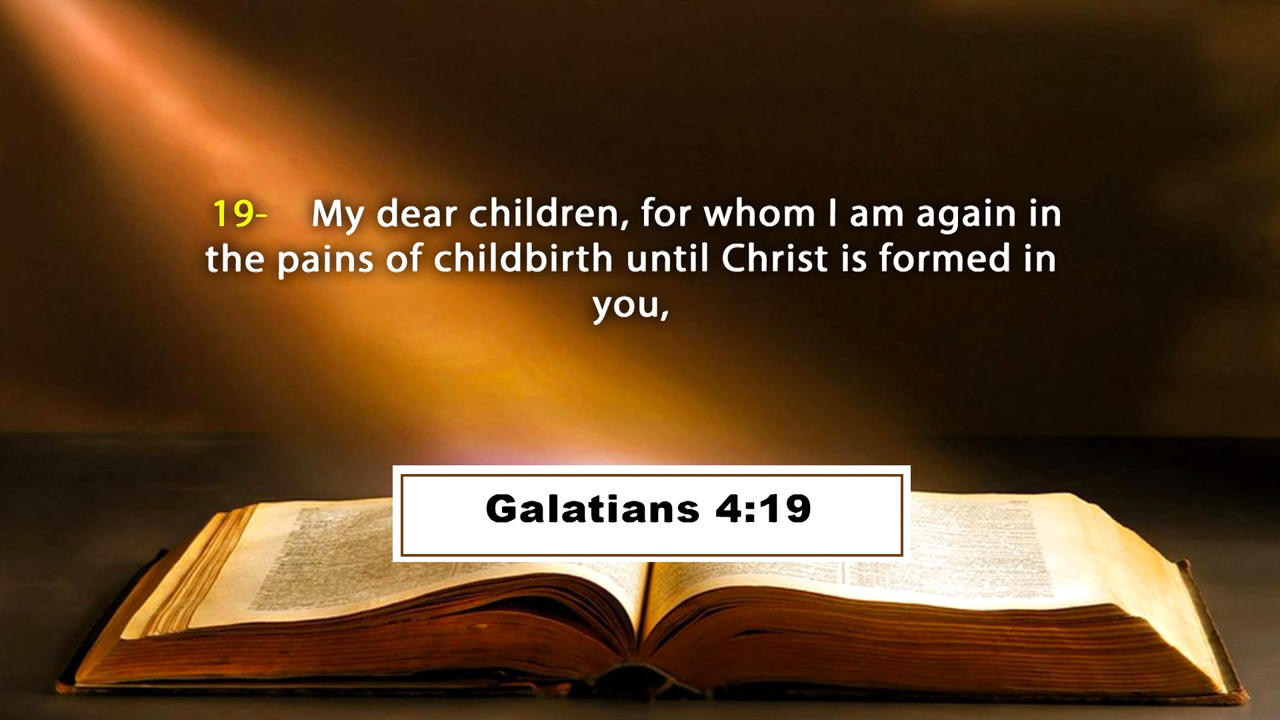 19- My dear children, for whom I am again in
the pains of childbirth until Christ is formed in
you,
Galatians 4:19